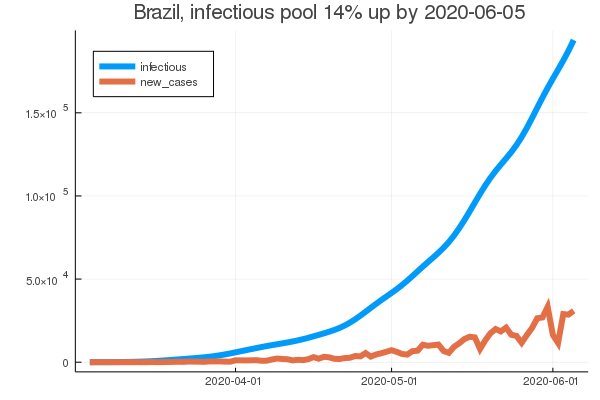 Brazil, infectious pool 14% up by 2020-06-05
infectious
new_cases
1.5×10 5
1.0×10 5
5.0×10 4
0
2020-04-01 2020-05-01 2020-06-01